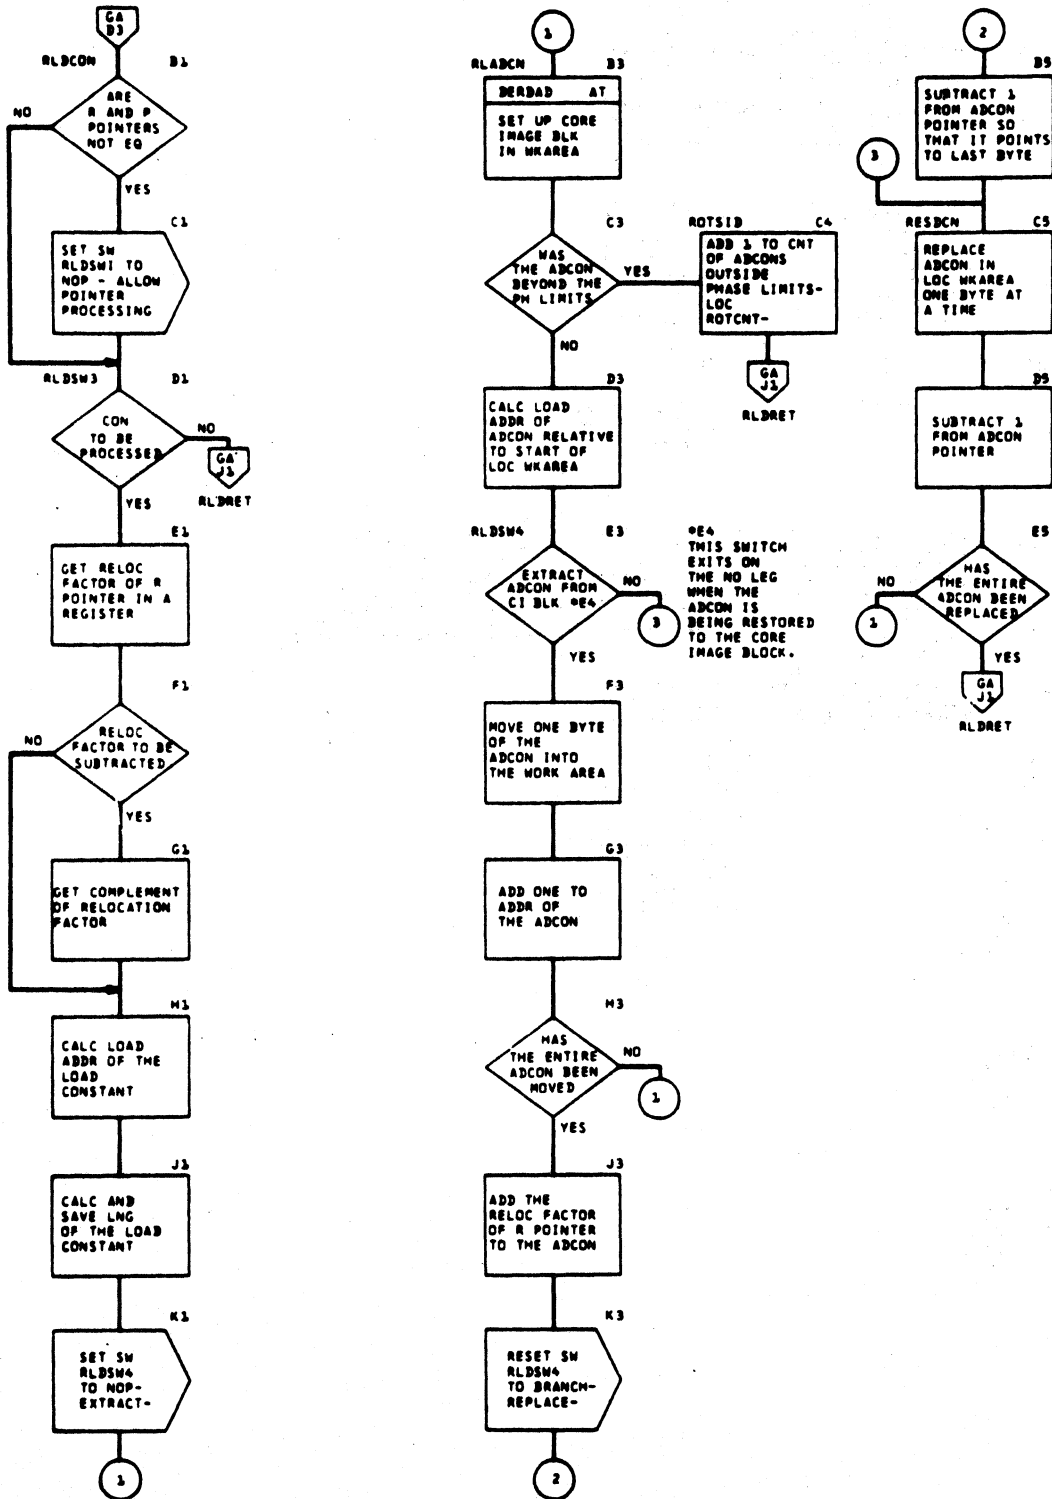 GA
D3
RLDCON
B1
ARE
R AND P
POINTERS
NOT EQ
NO
YES
C1
SET SW
RLDSW1 TO
NOP - ALLOW
POINTER
PROCESSING
RLDSW3
D1
CON
TO BE
PROCESSED
NO
GA
J1
RLDRET
YES
E1
GET RELOC
FACTOR OF R
POINTER IN A
REGISTER
F1
RELOC
FACTOR TO BE
SUBTRACTED
NO
YES
G1
GET COMPLEMENT
OF RELOCATION
FACTOR
H1
CALC LOAD
ADDR OF THE
LOAD
CONSTANT
J1
CALC AND
SAVE LNG
OF THE LOAD
CONSTANT
K1
SET SW
RLDSW4
TO NOP-
EXTRACT-
1
1
RLABCN
B3
DERDAD AT
SET UP CORE
IMAGE BLK
IN WKAREA
C3
WAS
THE ADCON
BEYOND THE
PH LIMITS
YES
NO
ROTSID
C4
ADD 1 TO CNT
OF ADCONS
OUTSIDE
PHASE LIMITS-
LOC
ROTCNT-
GA
J1
RLDRET
D3
CALC LOAD
ADDR OF
ADCON RELATIVE
TO START OF
LOC WKAREA
RLDSW4
E3
EXTRACT
ADCON FROM
CI BLK *E4
NO
3
YES
*E4
THIS SWITCH
EXITS ON
THE NO LEG
WHEN THE
ADCON IS
BEING RESTORED
TO THE CORE
IMAGE BLOCK.
F3
MOVE ONE BYTE
OF THE
ADCON INTO
THE WORK AREA
G3
ADD ONE TO
ADDR OF
THE ADCON
H3
HAS
THE ENTIRE
ADCON BEEN
MOVED
NO
1
YES
J3
ADD THE
RELOC FACTOR
OF R POINTER
TO THE ADCON
K3
RESET SW
RLDSW4
TO BRANCH-
REPLACE-
2
2
B5
SUBTRACT 1
FROM ADCON
POINTER SO
THAT IT POINTS
TO LAST BYTE
3
RESDCN
C5
REPLACE
ADCON IN
LOC WKAREA
ONE BYTE AT
A TIME
D5
SUBTRACT 1
FROM ADCON
POINTER
E5
HAS
THE ENTIRE
ADCON BEEN
REPLACED
NO
1
YES
GA
J1
RLDRET